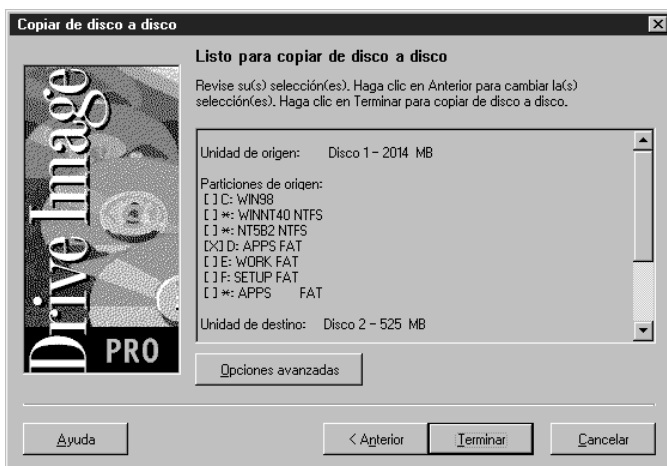 Copiar de disco a disco
Drive Image
PRO
Listo para copiar de disco a disco
Revise su(s) selección(es). Haga clic en Anterior para cambiar la(s)
selección(es). Haga clic en Terminar para copiar de disco a disco.
Unidad de origen: Disco 1 - 2014 MB
Particiones de origen:
[ ] C: WIN98
[ ] *: WINNT40 NTFS
[ ] *: NT5B2 NTFS
[X] D: APPS FAT
[ ] E: WORK FAT
[ ] F: SETUP FAT
[ ] *: APPS FAT
Unidad de destino: Disco 2 - 525 MB
Opciones avanzadas
Ayuda
< Anterior
Terminar
Cancelar